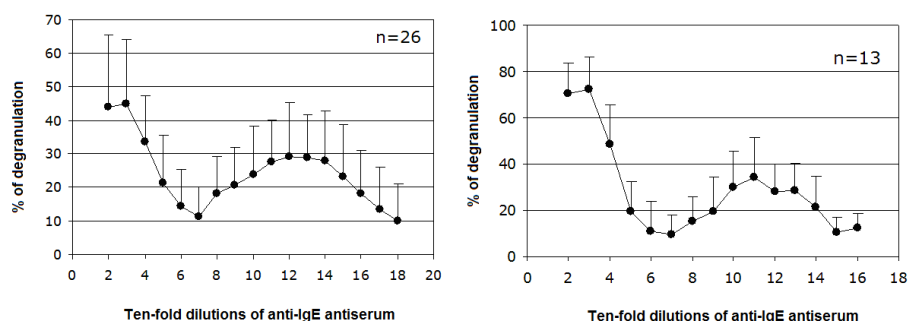 70
60
50
40
30
20
10
0
0 2 4 6 8 10 12 14 16 18 20
% of degranulation
n=26
Ten-fold dilutions of anti-IgE antiserum
100
80
60
40
20
0
0 2 4 6 8 10 12 14 16 18
% of degranulation
n=13
Ten-fold dilutions of anti-IgE antiserum